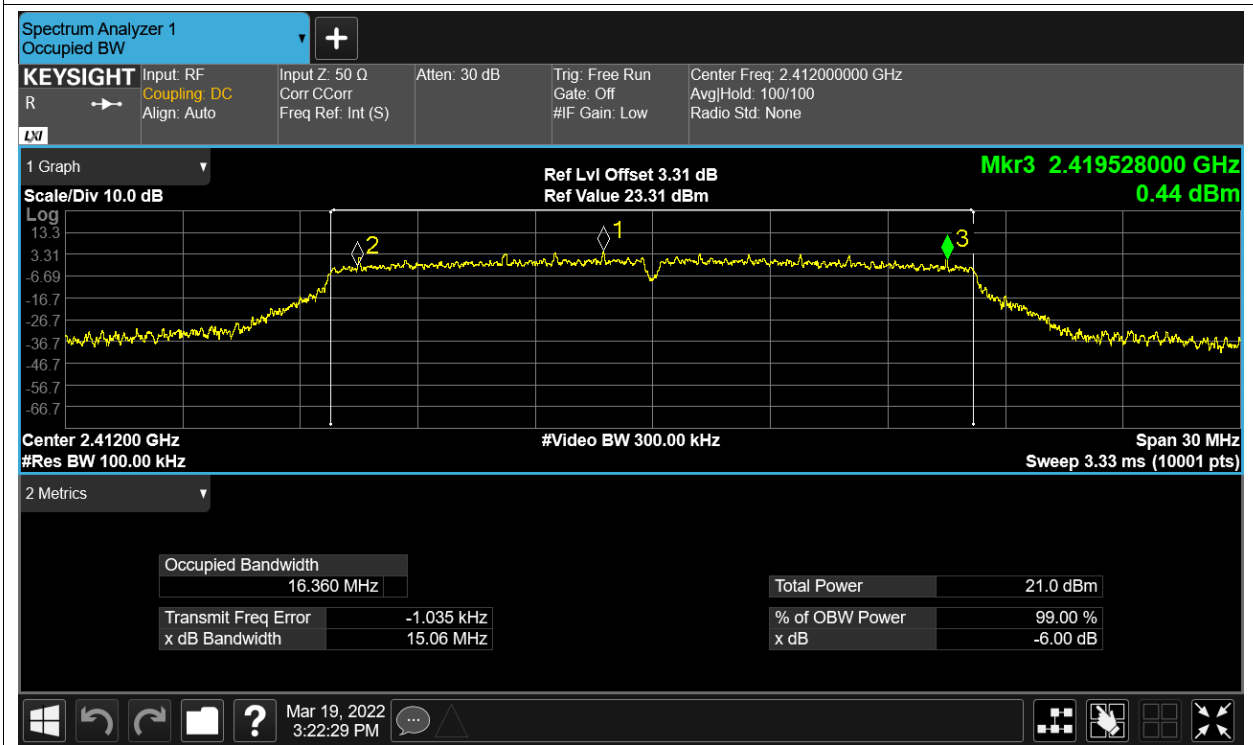 Spectrum Analyzer 1
Occupied BW
KEYSIGHT
R
LXI
Input: RF
Coupling: DC
Align: Auto
Input Z: 50 Ω
Corr CCorr
Freq Ref: Int (S)
Atten: 30 dB
Trig: Free Run
Gate: Off
#IF Gain: Low
Center Freq: 2.412000000 GHz
Avg|Hold: 100/100
Radio Std: None
1 Graph
Scale/Div 10.0 dB
Log
Ref Lvl Offset 3.31 dB
Ref Value 23.31 dBm
Mkr3 2.419528000 GHz
0.44 dBm
13.3
3.31
-6.69
-16.7
-26.7
-36.7
-46.7
-56.7
-66.7
2
1
3
Center 2.41200 GHz
#Res BW 100.00 kHz
#Video BW 300.00 kHz
Span 30 MHz
Sweep 3.33 ms (10001 pts)
2 Metrics
Occupied Bandwidth
16.360 MHz
Transmit Freq Error -1.035 kHz
x dB Bandwidth 15.06 MHz
Total Power 21.0 dBm
% of OBW Power 99.00 %
x dB -6.00 dB
?
Mar 19, 2022
3:22:29 PM